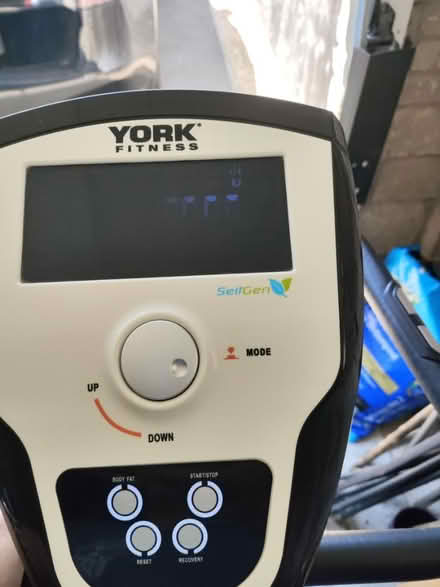 YORK
FITNESS
SelfGen
MODE
UP
DOWN
BODY FAT
START/STOP
RESET
RECOVERY